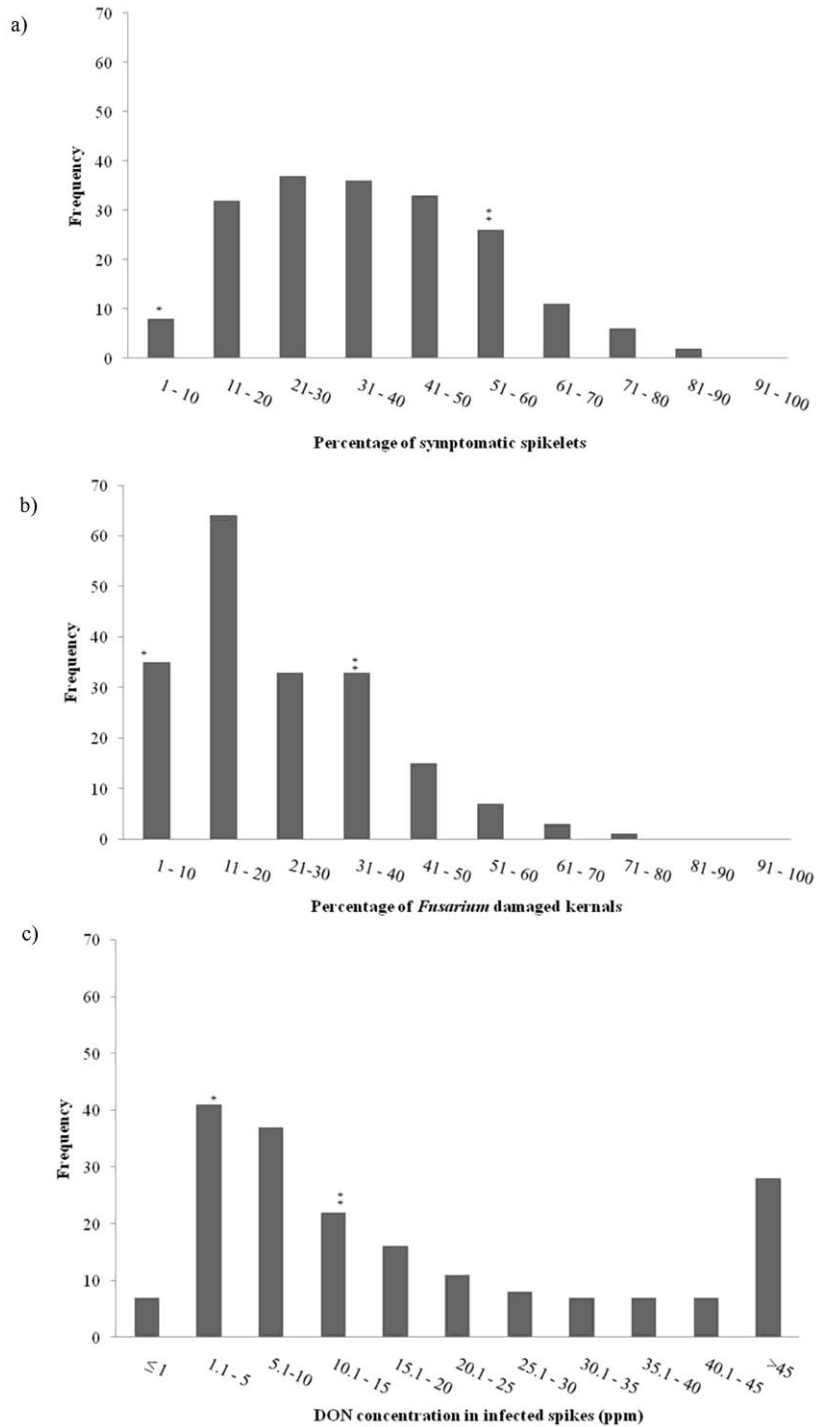 a)
70
60
50
40
30
20
10
0
Frequency
*
**
1 - 10
11 - 20
21-30
31 - 40
41 - 50
51 - 60
61 - 70
71 - 80
81 -90
91 - 100
Percentage of symptomatic spikelets
b)
70
60
50
40
30
20
10
0
Frequency
*
**
1 - 10
11 - 20
21-30
31 - 40
41 - 50
51 - 60
61 - 70
71 - 80
81 -90
91 - 100
Percentage of Fusarium damaged kernals
c)
70
60
50
40
30
20
10
0
Frequency
*
**
≤ 1
1.1 - 5
5.1-10
10.1 - 15
15.1 - 20
20.1 - 25
25.1 - 30
30.1 - 35
35.1 - 40
40.1 - 45
>45
DON concentration in infected spikes (ppm)